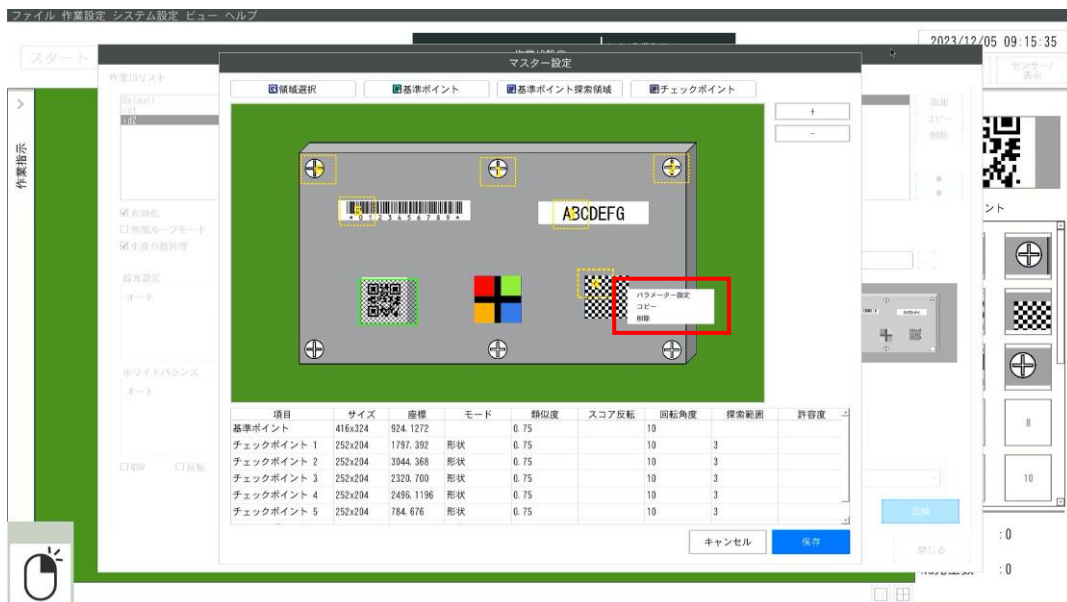 ファイル 作業設定 システム設定 ビュー ヘルプ
2023/12/05 09:15:35
スタート
センサー/
表示
作業IDリスト
Default
id1
id2
追加
コピー
削除
マスター設定
領域選択
基準ポイント
基準ポイント探索領域
チェックポイント
+
-
>
作業指示
ABCDEFG
*0123456789*
パラメーター設定
コピー
削除
有効化
無限ループモード
生産台数管理
露光設定
オート
ホワイトバランス
オート
反転
項目 サイズ 座標 モード 類似度 スコア反転 回転角度 探索範囲 許容度
基準ポイント 416x324 924.1272 0.75 10
チェックポイント 1 252x204 1797.392 形状 0.75 10 3
チェックポイント 2 252x204 3044.368 形状 0.75 10 3
チェックポイント 3 252x204 2320.700 形状 0.75 10 3
チェックポイント 4 252x204 2496.1196 形状 0.75 10 3
チェックポイント 5 252x204 784.676 形状 0.75 10 3
キャンセル
保存
反映
閉じる
ント
8
10
:0
:0